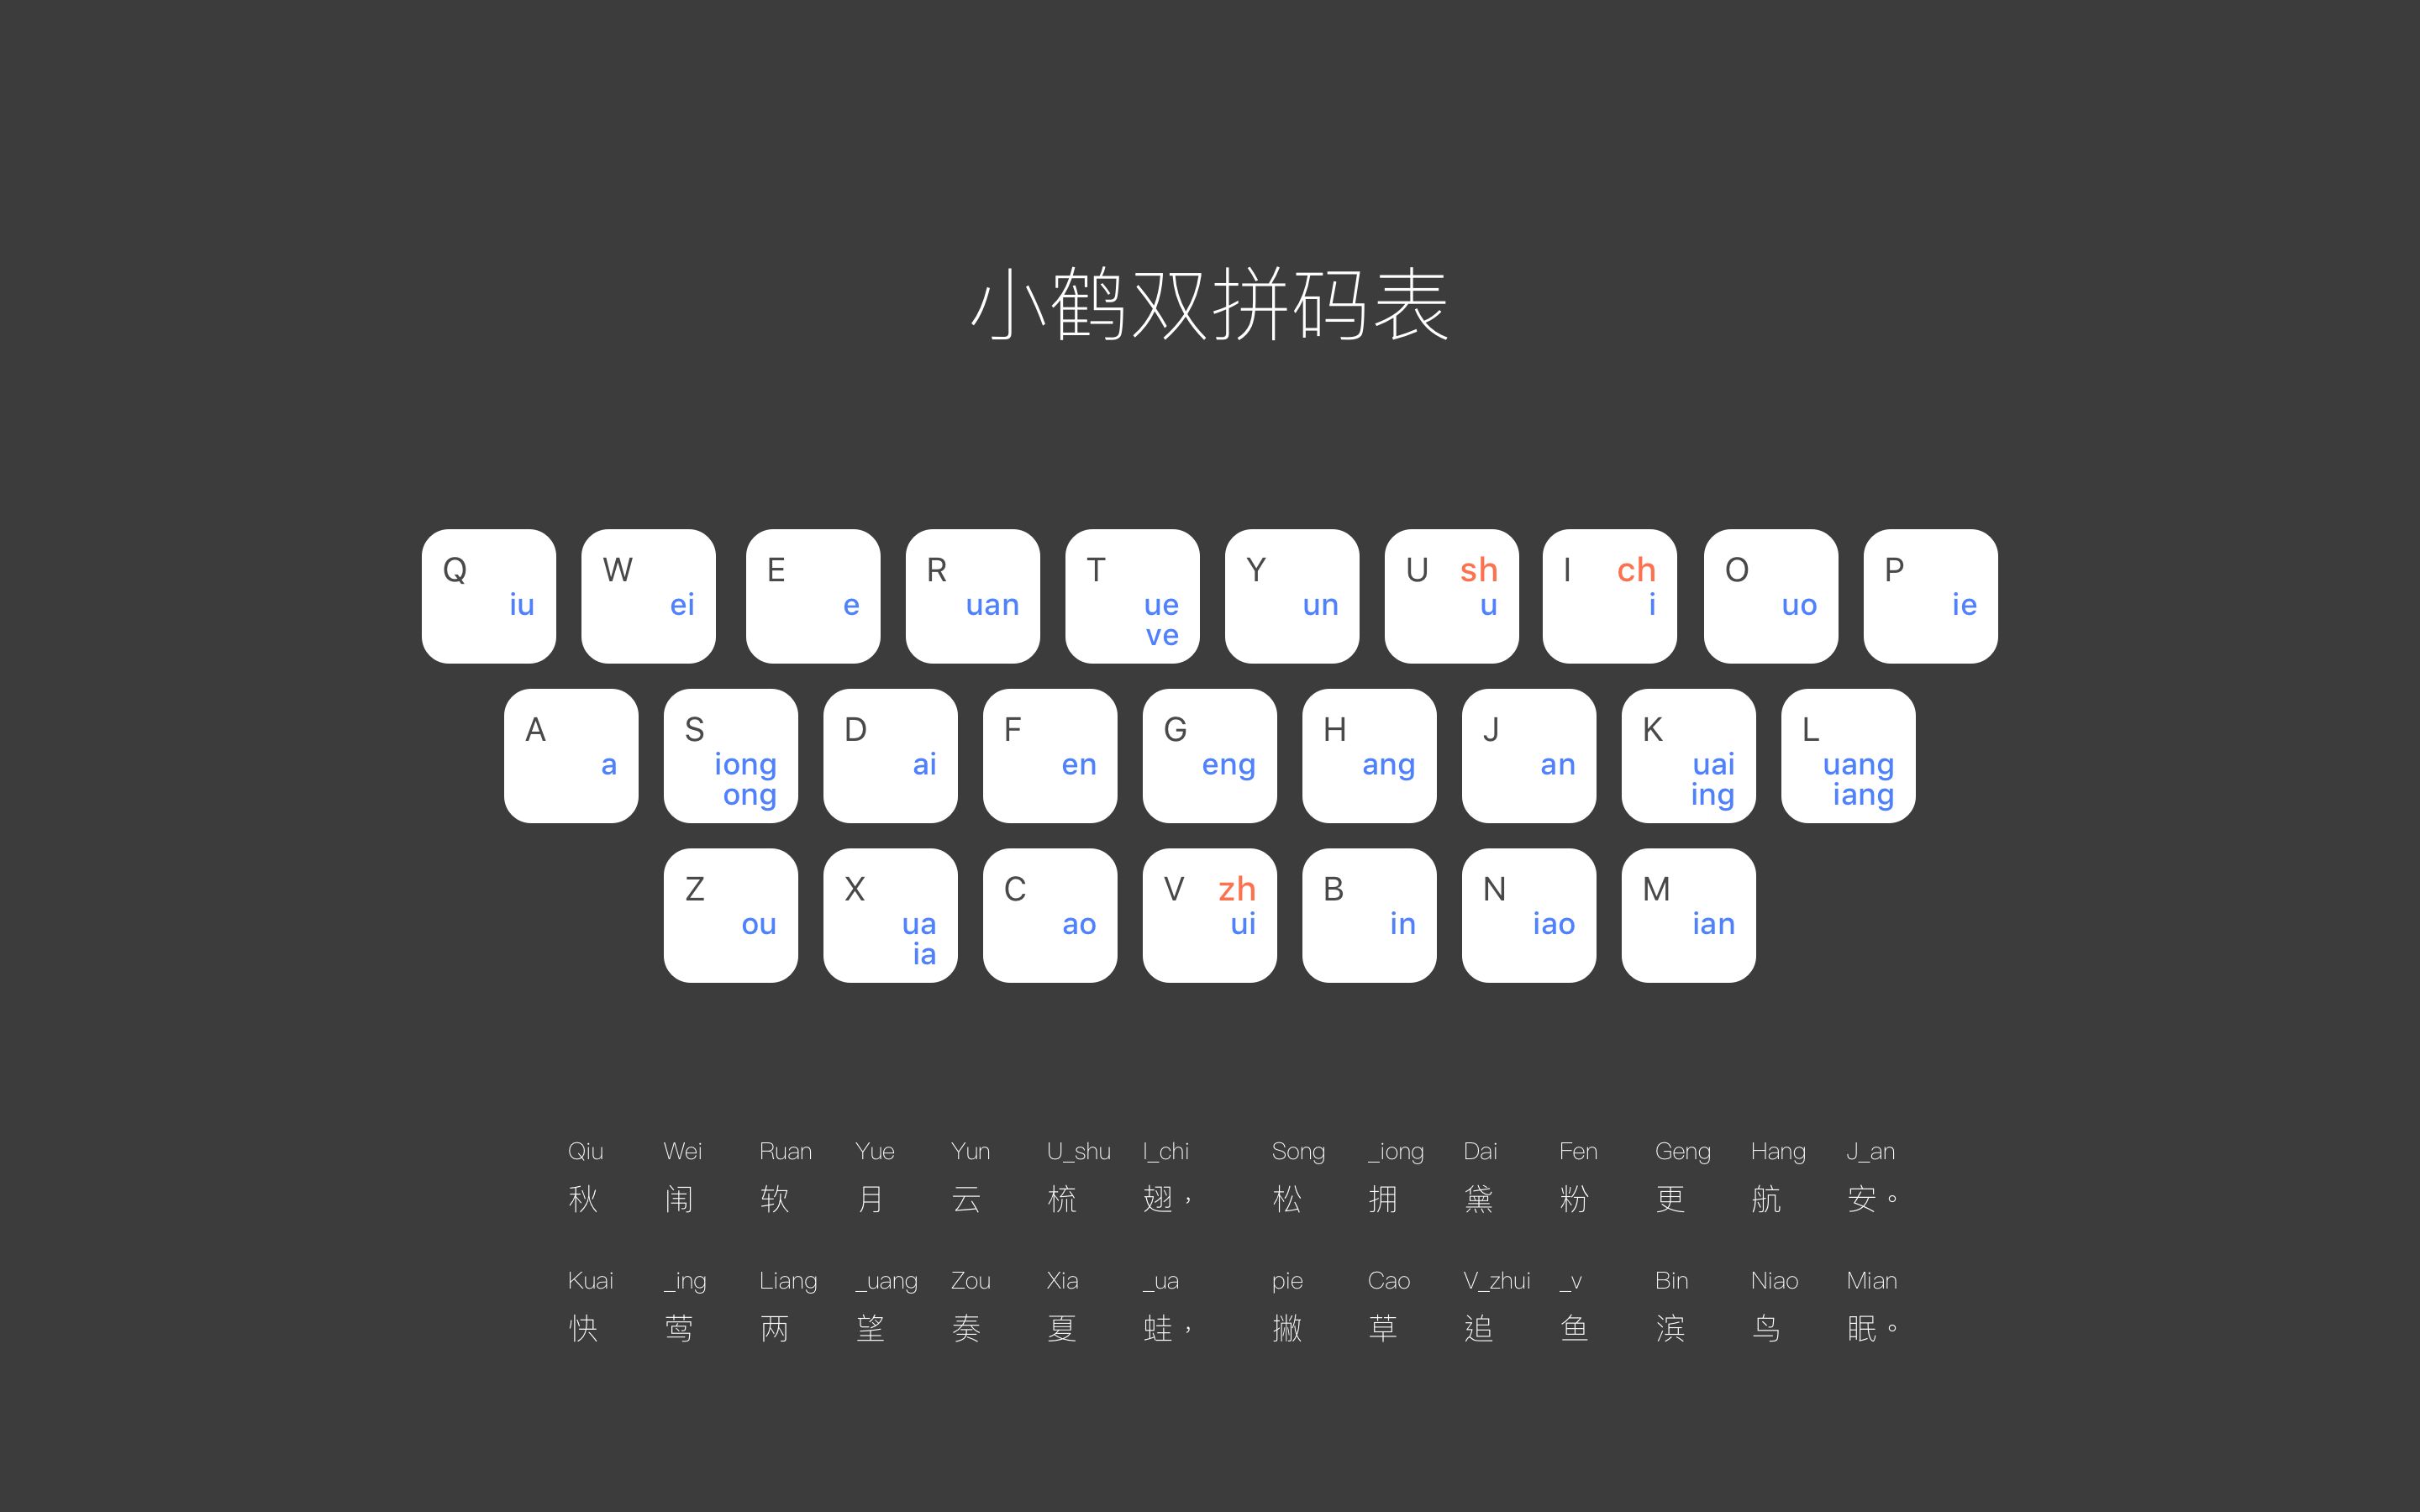 小鹤双拼码表
Q W E R T Y U sh I ch O P
iu ei e uan ue un u i uo ie
ve
A S D F G H J K L
a iong ai en eng ang an uai uang
ong ing iang
Z X C V zh B N M
ou ua ao ui in iao ian
ia
Qiu Wei Ruan Yue Yun U_shu I_chi Song _iong Dai Fen Geng Hang J_an
秋 闱 软 月 云 梳 翅， 松 拥 黛 粉 更 航 安。
Kuai _ing Liang _uang Zou Xia _ua pie Cao V_zhui _v Bin Niao Mian
快 莺 两 望 奏 夏 蛙， 撇 草 追 鱼 滨 鸟 眠。